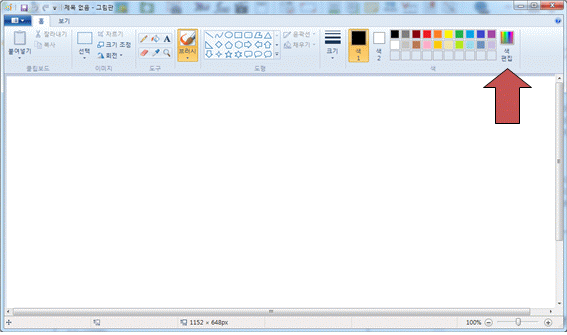 제목 없음 - 그림판
홈 보기
붙여넣기
잘라내기
복사
클립보드
선택
자르기
크기 조정
회전
이미지
A
도구
브러시
윤곽선
채우기
도형
크기
색
1
색
2
색
편집
색
1152 × 648px
100%